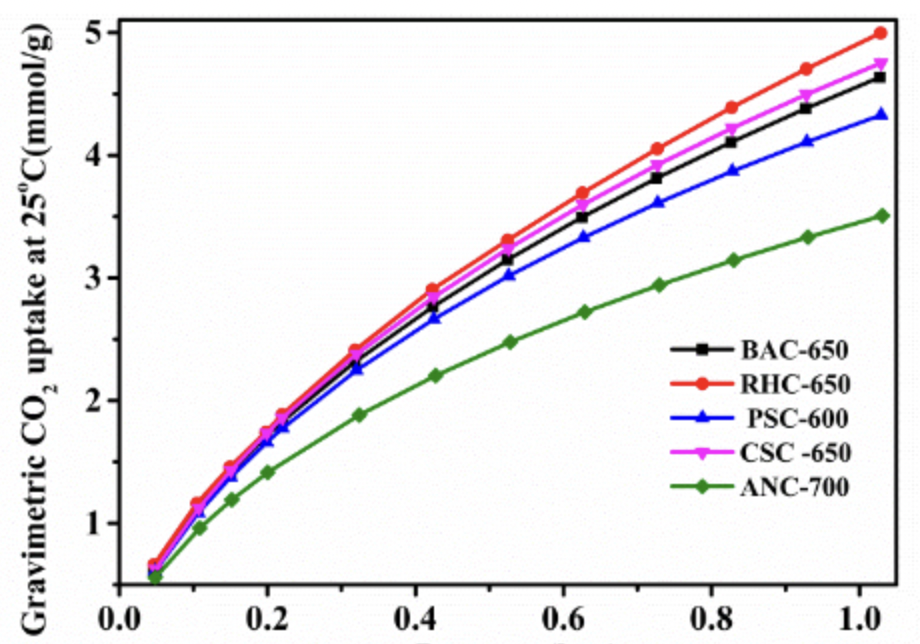 Gravimetric CO2 uptake at 25°C(mmol/g)
5
4
3
2
1
BAC-650
RHC-650
PSC-600
CSC -650
ANC-700
0.0 0.2 0.4 0.6 0.8 1.0